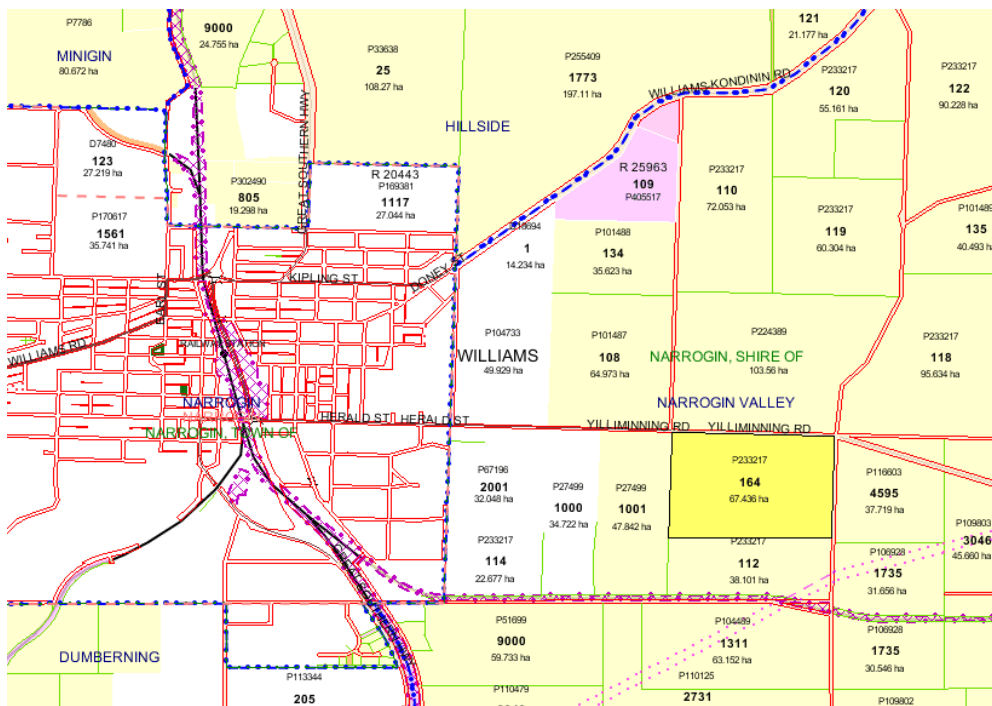 P7786
MINIGIN
80.672 ha
9000
24.755 ha
P33638
25
108.27 ha
GREAT SOUTHERN HWY
HILLSIDE
P255409
1773
197.11 ha
WILLIAMS-KONDININ RD
121
21.177 ha
P233217
120
55.161 ha
P233217
122
90.228 ha
D7480
123
27.219 ha
P170617
1561
35.741 ha
P302490
805
19.298 ha
R 20443
P169381
1117
27.044 ha
R 25963
109
P405517
P233217
110
72.053 ha
P233217
119
60.304 ha
P101489
135
40.493 ha
1
14.234 ha
P101488
134
35.623 ha
KIPLING ST
DONEY
EARL ST
WILLIAMS RD
RAILWAY STATION
NARROGIN
NARROGIN, TOWN OF
HERALD ST
HERALD ST
P104733
WILLIAMS
49.929 ha
P101487
108
64.973 ha
P224389
NARROGIN, SHIRE OF
103.56 ha
NARROGIN VALLEY
P233217
118
95.634 ha
YILLIMINNING RD
YILLIMINNING RD
P67196
2001
32.048 ha
P27499
1000
34.722 ha
P27499
1001
47.842 ha
P233217
164
67.436 ha
P116603
4595
37.719 ha
P109803
3046
45.660 ha
P233217
114
22.677 ha
P233217
112
38.101 ha
P106928
1735
31.656 ha
P51699
9000
59.733 ha
P104489
1311
63.152 ha
P106928
1735
30.546 ha
DUMBERNING
P113344
205
P110479
P110125
2731
P109802